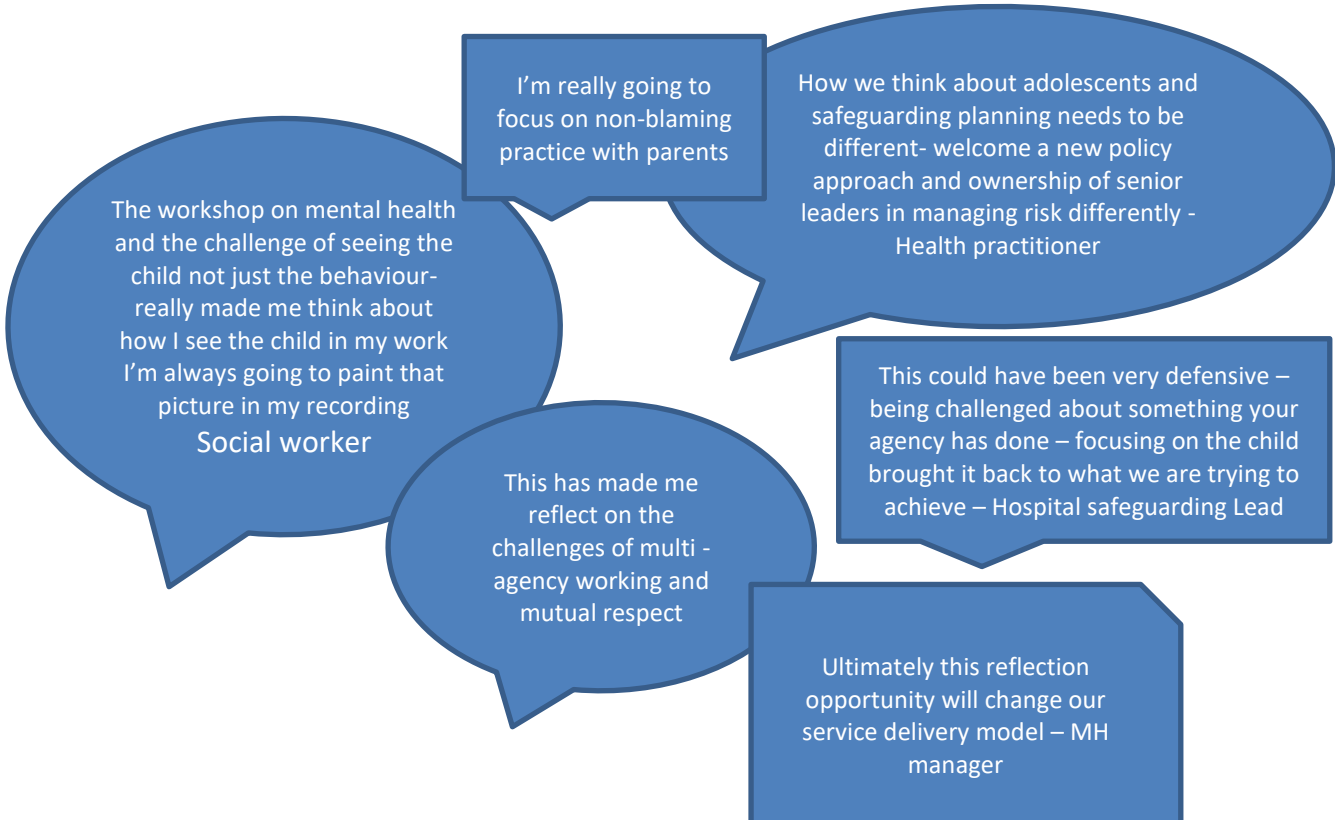 I’m really going to
focus on non-blaming
practice with parents
How we think about adolescents and
safeguarding planning needs to be
different- welcome a new policy
approach and ownership of senior
leaders in managing risk differently -
Health practitioner
The workshop on mental health
and the challenge of seeing the
child not just the behaviour-
really made me think about
how I see the child in my work
I’m always going to paint that
picture in my recording
Social worker
This could have been very defensive –
being challenged about something your
agency has done – focusing on the child
brought it back to what we are trying to
achieve – Hospital safeguarding Lead
This has made me
reflect on the
challenges of multi -
agency working and
mutual respect
Ultimately this reflection
opportunity will change our
service delivery model – MH
manager